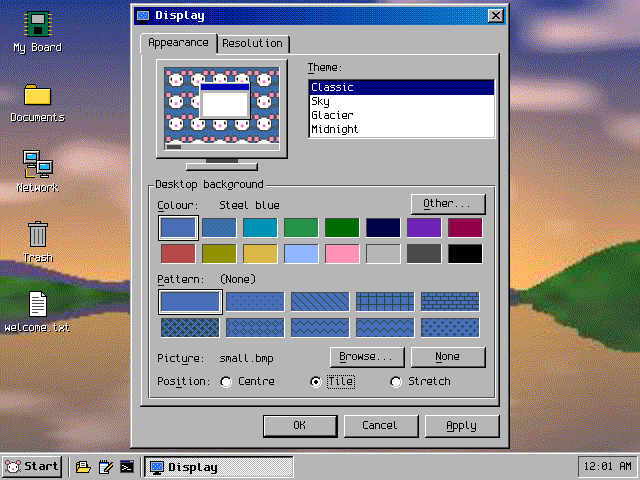 My Board
Documents
Network
Trash
welcome.txt
Display
Appearance
Resolution
Theme:
Classic
Sky
Glacier
Midnight
Desktop background
Colour: Steel blue
Other...
Pattern: (None)
Picture: small.bmp
Browse...
None
Position:
Centre
Tile
Stretch
OK
Cancel
Apply
Start
Display
12:01 AM